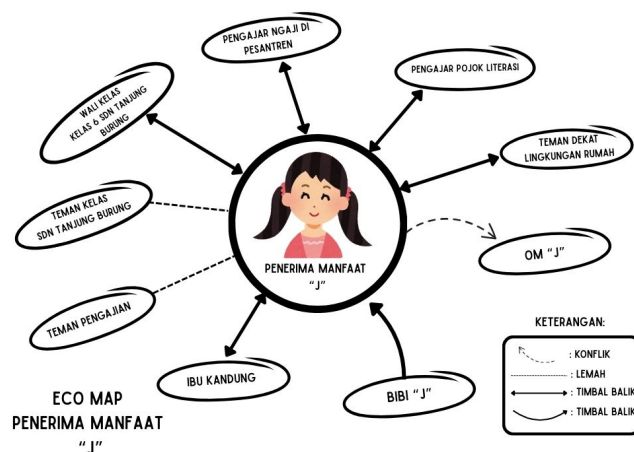 PENGAJAR NGAJI DI
PESANTREN
PENGAJAR POJOK LITERASI
WALI KELAS
KELAS 6 SDN TANJUNG
BURUNG
TEMAN DEKAT
LINGKUNGAN RUMAH
TEMAN KELAS
SDN TANJUNG BURUNG
PENERIMA MANFAAT
"J"
OM "J"
TEMAN PENGAJIAN
IBU KANDUNG
BIBI "J"
KETERANGAN:
: KONFLIK
: LEMAH
: TIMBAL BALIK
: TIMBAL BALIK
ECO MAP
PENERIMA MANFAAT
"J"